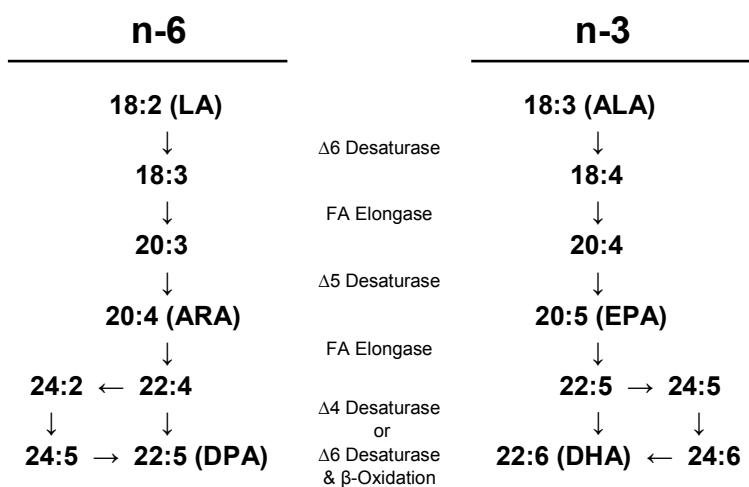 n-6 n-3
18:2 (LA) 18:3 (ALA)
↓ Δ6 Desaturase ↓
18:3 18:4
↓ FA Elongase ↓
20:3 20:4
↓ Δ5 Desaturase ↓
20:4 (ARA) 20:5 (EPA)
↓ FA Elongase ↓
24:2 ← 22:4 22:5 → 24:5
↓ ↓ Δ4 Desaturase ↓ ↓
or
24:5 → 22:5 (DPA) Δ6 Desaturase 22:6 (DHA) ← 24:6
& β-Oxidation